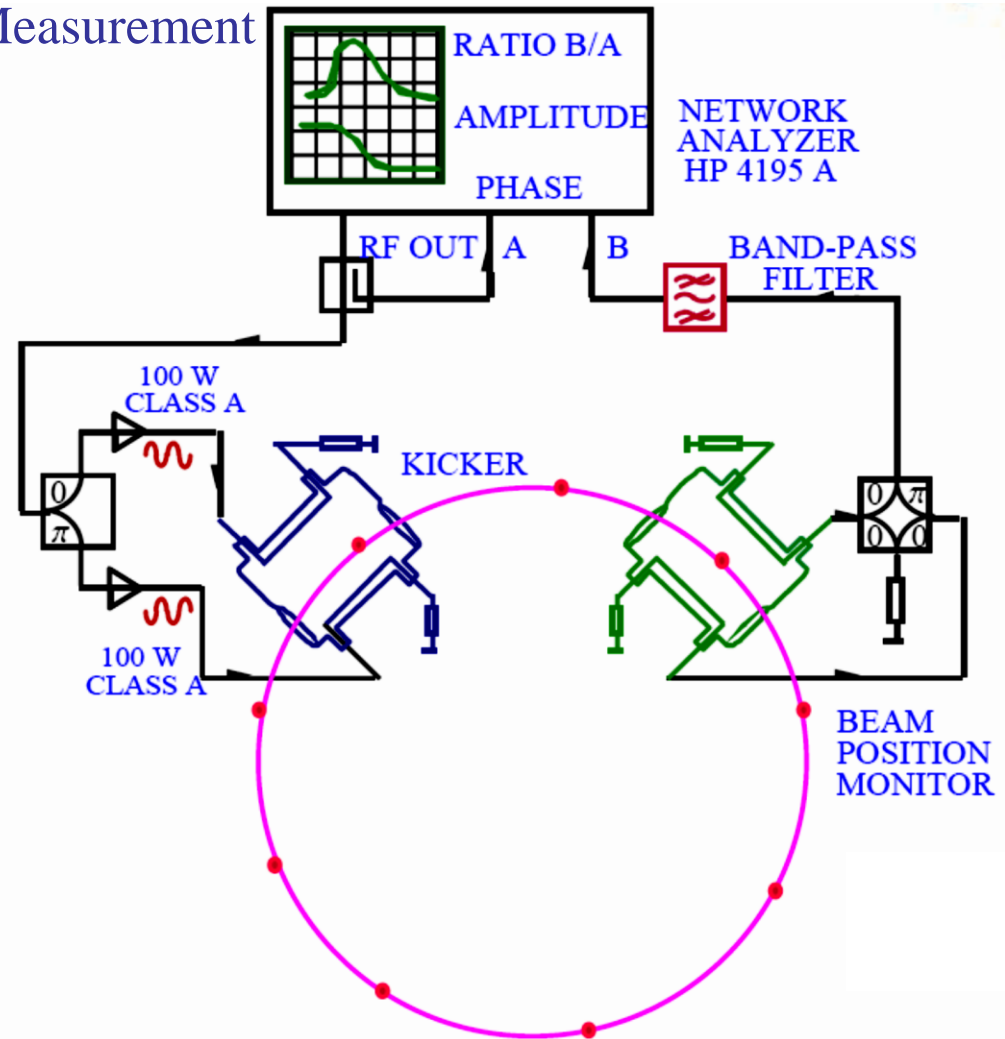 Measurement
RATIO B/A
AMPLITUDE
PHASE
NETWORK
ANALYZER
HP 4195 A
RF OUT
A
B
BAND-PASS
FILTER
100 W
CLASS A
KICKER
0
π
0
π
0
0
100 W
CLASS A
BEAM
POSITION
MONITOR